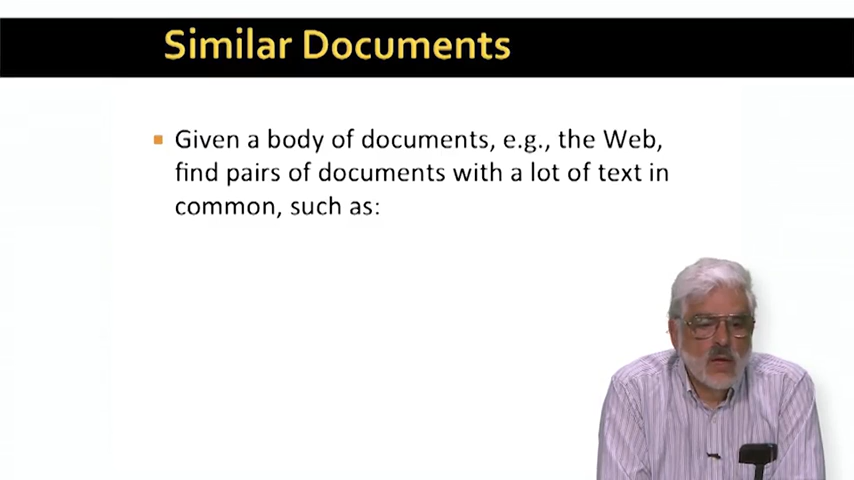 Similar Documents
Given a body of documents, e.g., the Web,
find pairs of documents with a lot of text in
common, such as: